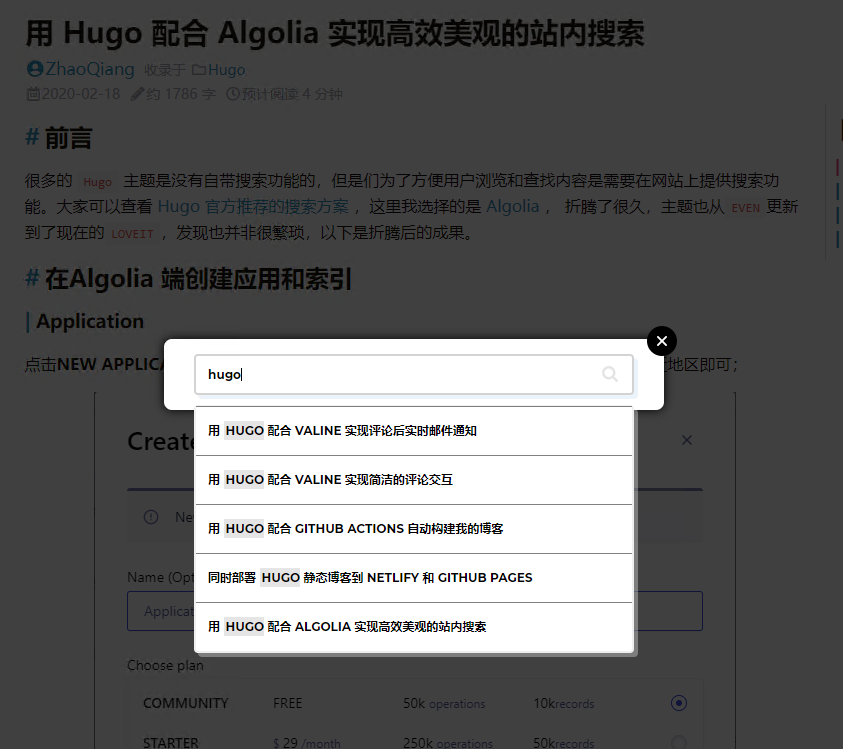 用 Hugo 配合 Algolia 实现高效美观的站内搜索
ZhaoQiang 收录于 Hugo
2020-02-18 约 1786 字 预计阅读 4 分钟
# 前言
很多的 Hugo 主题是没有自带搜索功能的，但是们为了方便用户浏览和查找内容是需要在网站上提供搜索功
能。大家可以查看 Hugo 官方推荐的搜索方案 ，这里我选择的是 Algolia ， 折腾了很久，主题也从 EVEN 更新
到了现在的 LOVEIT ，发现也并非很繁琐，以下是折腾后的成果。
# 在Algolia 端创建应用和索引
| Application
点击NEW APPLICA
地区即可；
hugo
用 HUGO 配合 VALINE 实现评论后实时邮件通知
用 HUGO 配合 VALINE 实现简洁的评论交互
用 HUGO 配合 GITHUB ACTIONS 自动构建我的博客
同时部署 HUGO 静态博客到 NETLIFY 和 GITHUB PAGES
用 HUGO 配合 ALGOLIA 实现高效美观的站内搜索
Create
Ne
Name (Opt
Applicat
Choose plan
COMMUNITY FREE 50k operations 10krecords
STARTER $ 29 /month 250k operations 50krecords